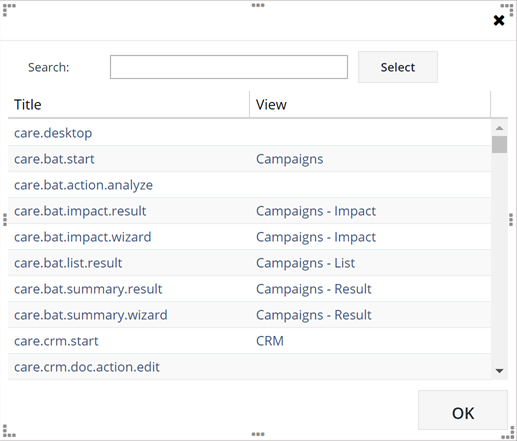 Search: Select
Title View
care.desktop
care.bat.start Campaigns
care.bat.action.analyze
care.bat.impact.result Campaigns - Impact
care.bat.impact.wizard Campaigns - Impact
care.bat.list.result Campaigns - List
care.bat.summary.result Campaigns - Result
care.bat.summary.wizard Campaigns - Result
care.crm.start CRM
care.crm.doc.action.edit
OK